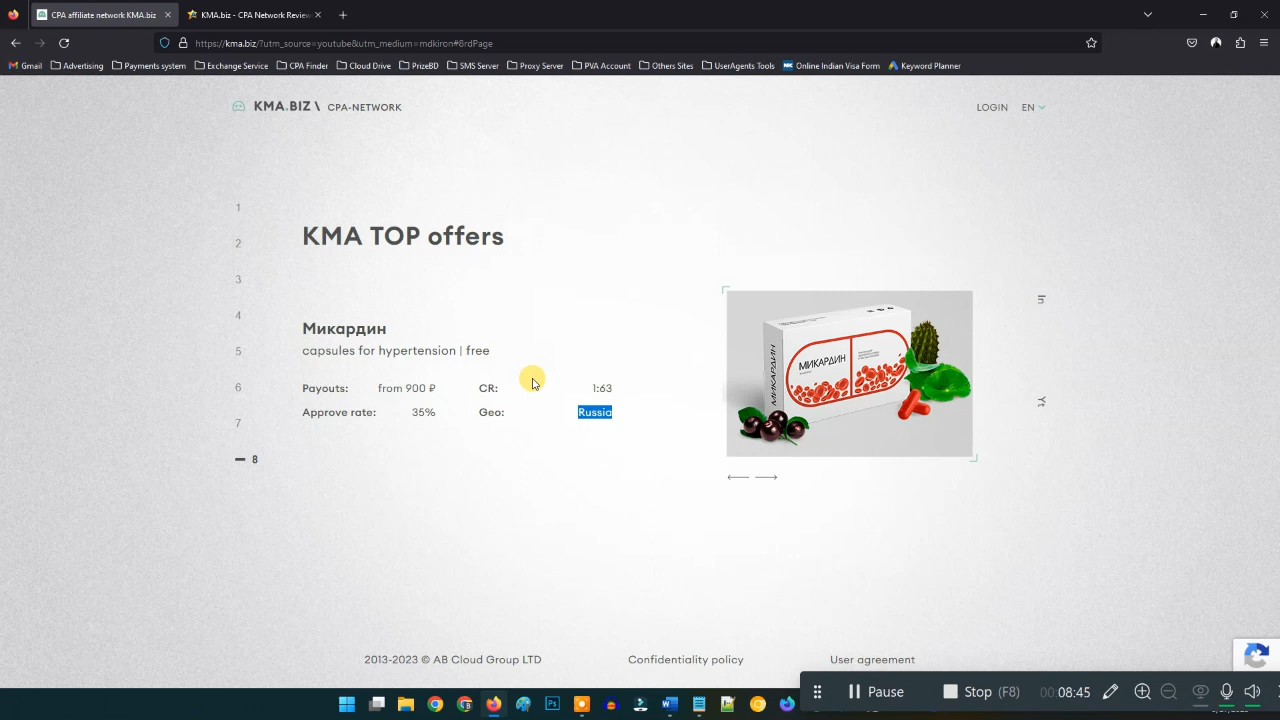 CPA affiliate network KMA.biz
KMA.biz - CPA Network Review
https://kma.biz/?utm_source=youtube&utm_medium=mdkiron#8rdPage
Gmail Advertising Payments system Exchange Service CPA Finder Cloud Drive PrizeBD SMS Server Proxy Server PVA Account Others Sites UserAgents Tools Online Indian Visa Form Keyword Planner
KMA.BIZ \ CPA-NETWORK
LOGIN EN
1
2
3
4
5
6
7
8
KMA TOP offers
Микардин
capsules for hypertension | free
Payouts: from 900 ₽ CR: 1:63
Approve rate: 35% Geo: Russia
МИКАРДИН
МИКАРДИН
In
Yt
2013-2023 © AB Cloud Group LTD Confidentiality policy User agreement
Pause Stop (F8) 00:08:45